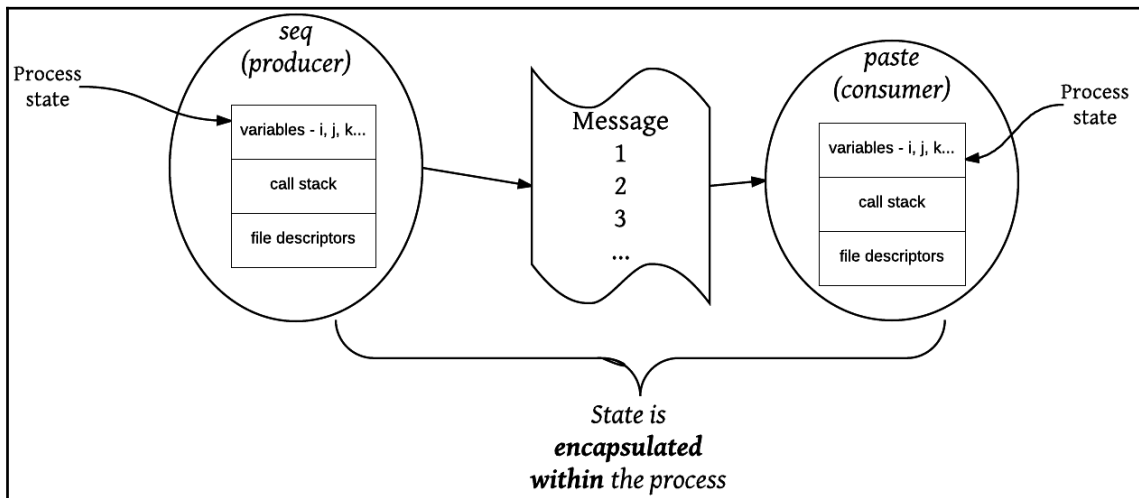 seq
(producer)
Process
state
variables - i, j, k...
call stack
file descriptors
Message
1
2
3
...
paste
(consumer)
Process
state
variables - i, j, k...
call stack
file descriptors
State is
encapsulated
within the process